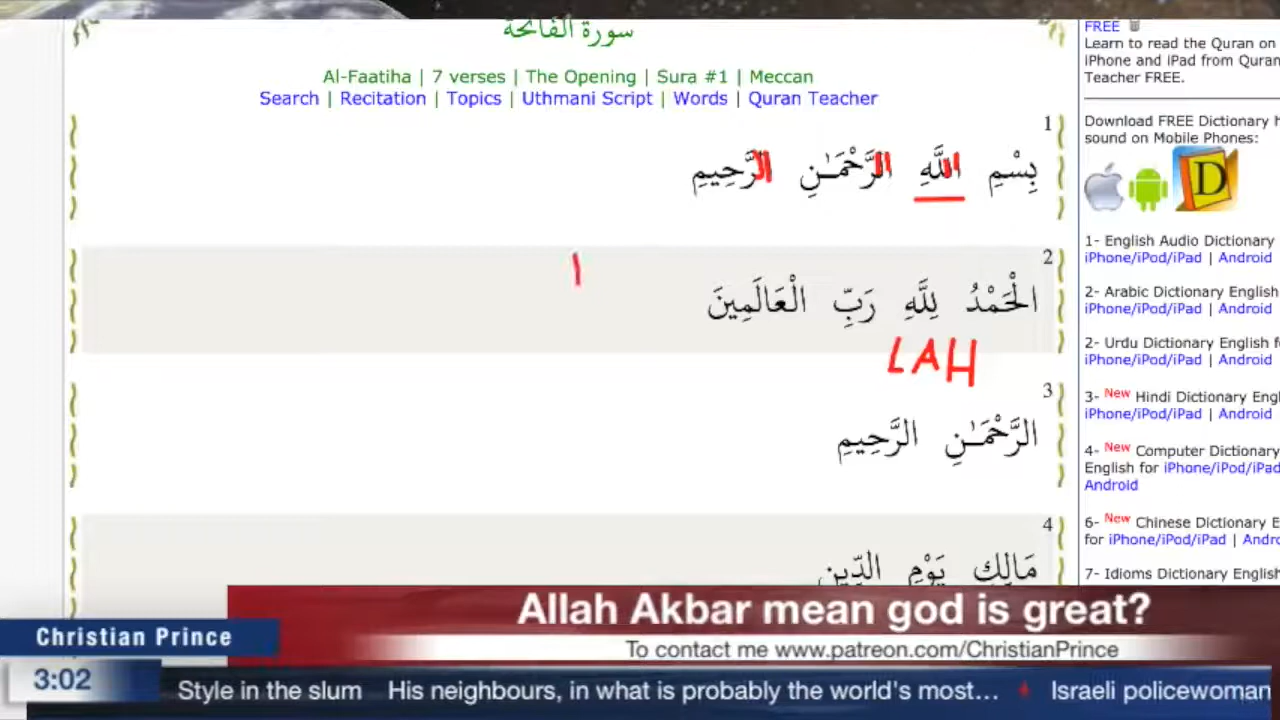 سورة الفاتحة
Al-Faatiha | 7 verses | The Opening | Sura #1 | Meccan
Search | Recitation | Topics | Uthmani Script | Words | Quran Teacher
1
بِسْمِ اللَّهِ الرَّحْمَـٰنِ الرَّحِيمِ
2
الْحَمْدُ لِلَّهِ رَبِّ الْعَالَمِينَ
LAH
3
الرَّحْمَـٰنِ الرَّحِيمِ
4
مَالِكِ يَوْمِ الدِّينِ
FREE
Learn to read the Quran on
iPhone and iPad from Quran
Teacher FREE.
Download FREE Dictionary
sound on Mobile Phones:
D
1- English Audio Dictionary
iPhone/iPod/iPad | Android
2- Arabic Dictionary English
iPhone/iPod/iPad | Android
2- Urdu Dictionary English
iPhone/iPod/iPad | Android
3- New Hindi Dictionary
iPhone/iPod/iPad | Android
4- New Computer Dictionary
English for iPhone/iPod/iPad
Android
6- New Chinese Dictionary
for iPhone/iPod/iPad |
7- Idioms Dictionary English
Allah Akbar mean god is great?
Christian Prince
To contact me www.patreon.com/ChristianPrince
3:02
Style in the slum His neighbours, in what is probably the world's most... Israeli policewoman